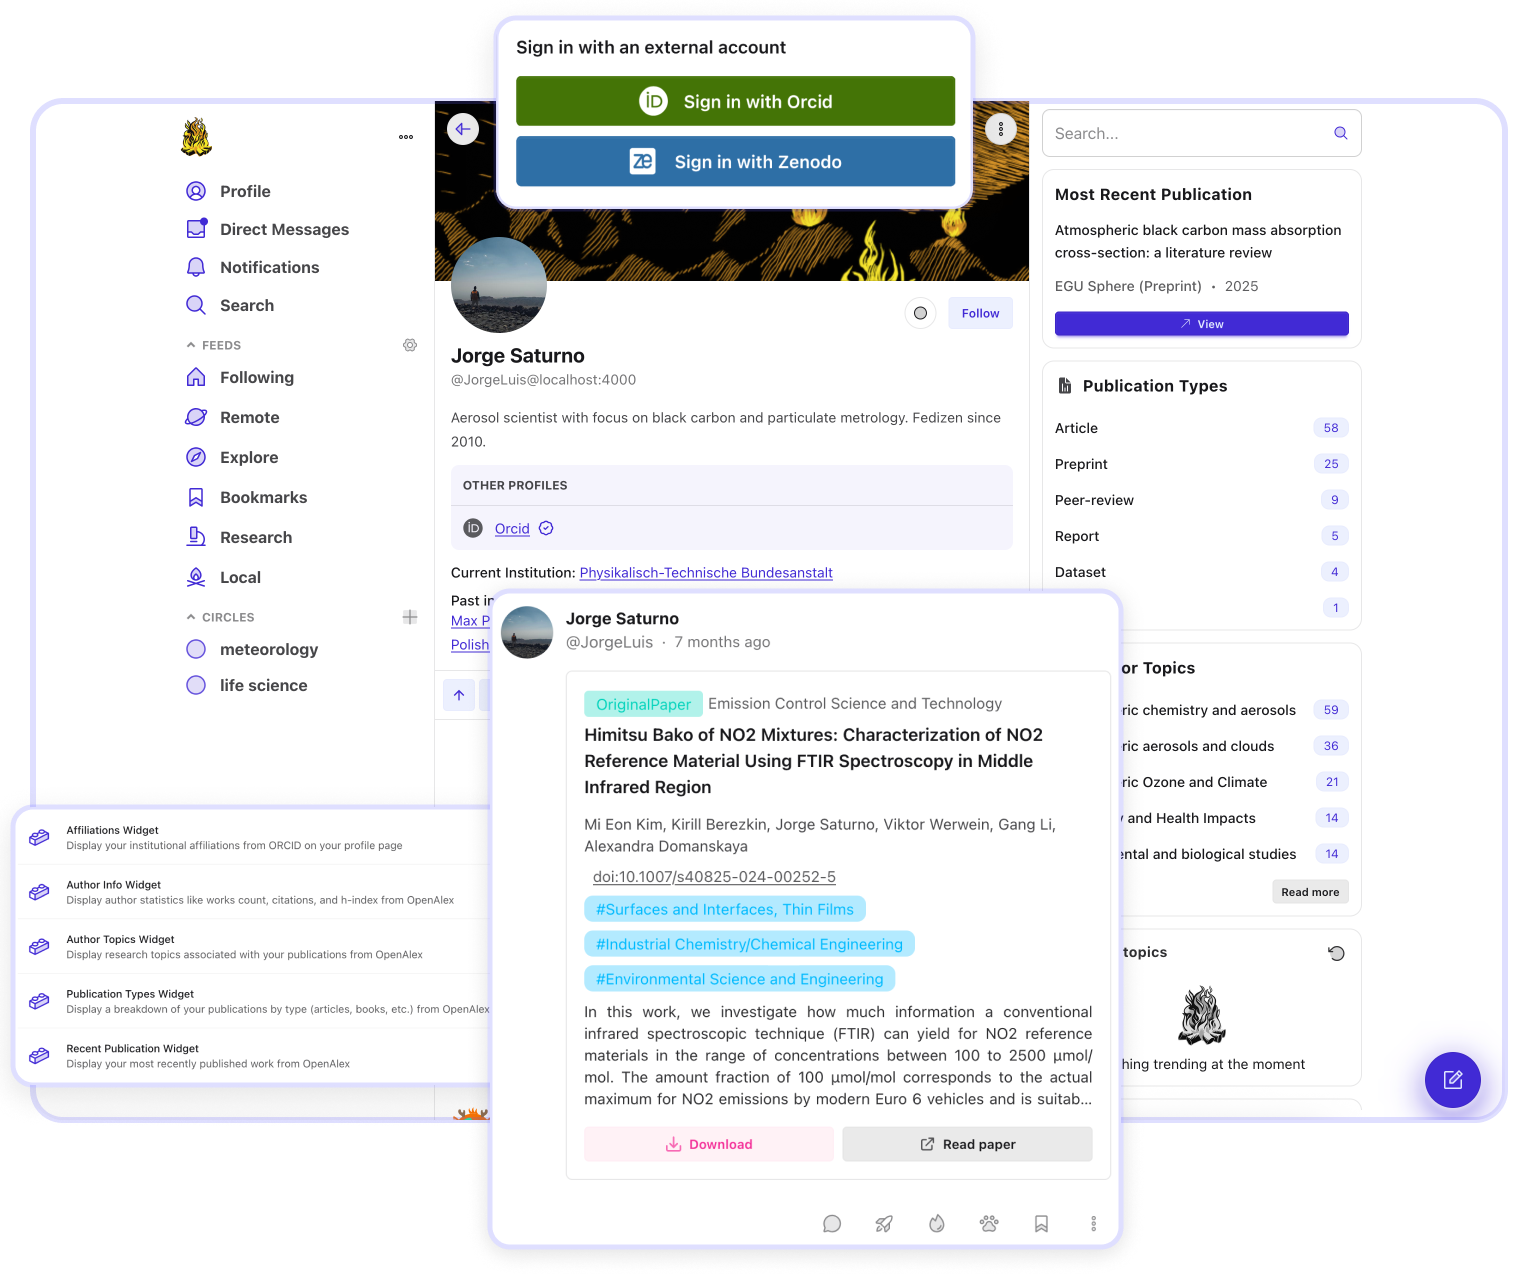 Sign in with an external account
iD Sign in with Orcid
ze Sign in with Zenodo
Profile
Direct Messages
Notifications
Search
FEEDS
Following
Remote
Explore
Bookmarks
Research
Local
CIRCLES
meteorology
life science
Follow
Jorge Saturno
@JorgeLuis@localhost:4000
Aerosol scientist with focus on black carbon and particulate metrology. Fedizen since
2010.
OTHER PROFILES
iD Orcid
Current Institution: Physikalisch-Technische Bundesanstalt
Past in
Max P
Polish
Search...
Most Recent Publication
Atmospheric black carbon mass absorption
cross-section: a literature review
EGU Sphere (Preprint) • 2025
View
Publication Types
Article 58
Preprint 25
Peer-review 9
Report 5
Dataset 4
1
or Topics
ric chemistry and aerosols 59
ric aerosols and clouds 36
ric Ozone and Climate 21
and Health Impacts 14
ental and biological studies 14
Read more
topics
hing trending at the moment
Jorge Saturno
@JorgeLuis · 7 months ago
OriginalPaper Emission Control Science and Technology
Himitsu Bako of NO2 Mixtures: Characterization of NO2
Reference Material Using FTIR Spectroscopy in Middle
Infrared Region
Mi Eon Kim, Kirill Berezkin, Jorge Saturno, Viktor Werwein, Gang Li,
Alexandra Domanskaya
doi:10.1007/s40825-024-00252-5
#Surfaces and Interfaces, Thin Films
#Industrial Chemistry/Chemical Engineering
#Environmental Science and Engineering
In this work, we investigate how much information a conventional
infrared spectroscopic technique (FTIR) can yield for NO2 reference
materials in the range of concentrations between 100 to 2500 μmol/
mol. The amount fraction of 100 μmol/mol corresponds to the actual
maximum for NO2 emissions by modern Euro 6 vehicles and is suitab...
Download
Read paper
Affiliations Widget
Display your institutional affiliations from ORCID on your profile page
Author Info Widget
Display author statistics like works count, citations, and h-index from OpenAlex
Author Topics Widget
Display research topics associated with your publications from OpenAlex
Publication Types Widget
Display a breakdown of your publications by type (articles, books, etc.) from OpenAlex
Recent Publication Widget
Display your most recently published work from OpenAlex